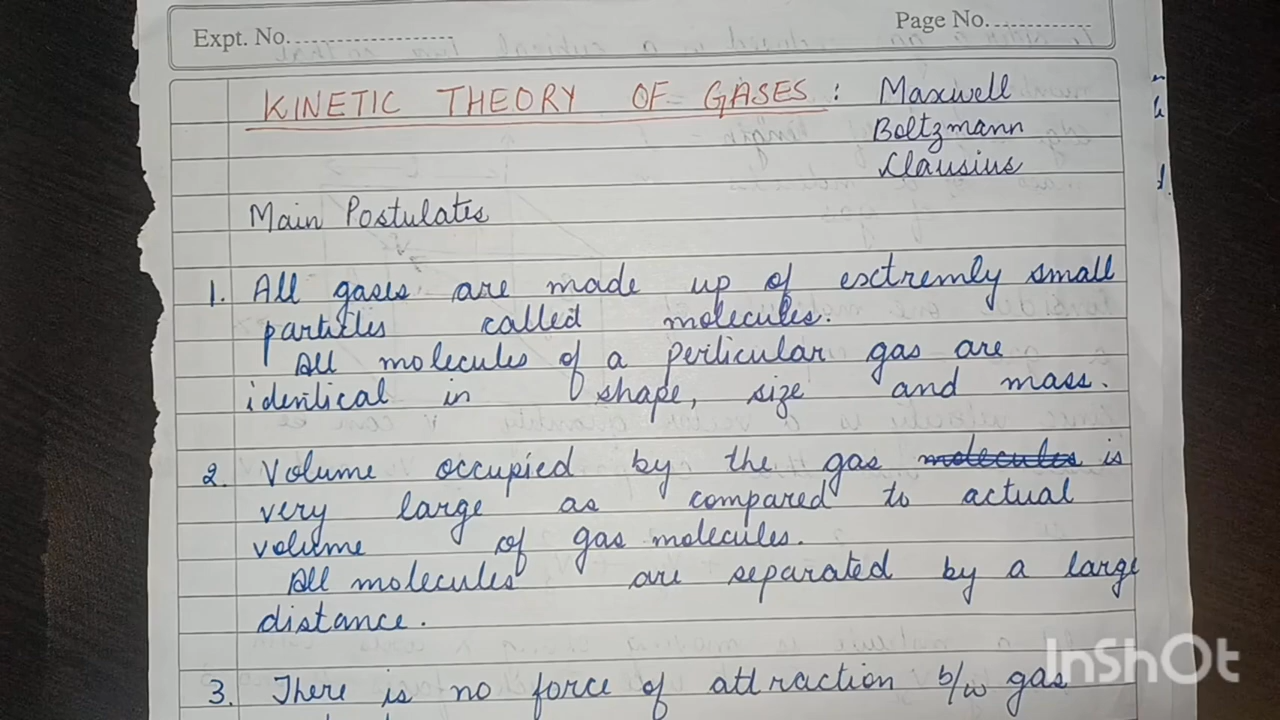 Expt. No....................
Page No..............
KINETIC THEORY OF GASES : Maxwell
Boltzmann
Clausius
Main Postulates
1. All gases are made up of esctremly small
particles called molecules.
All molecules of a perticular gas are
identical in shape, size and mass.
2. Volume occupied by the gas molecules is
very large as compared to actual
volume of gas molecules.
All molecules are separated by a large
distance.
3. There is no force of attraction b/w gas
InShOt